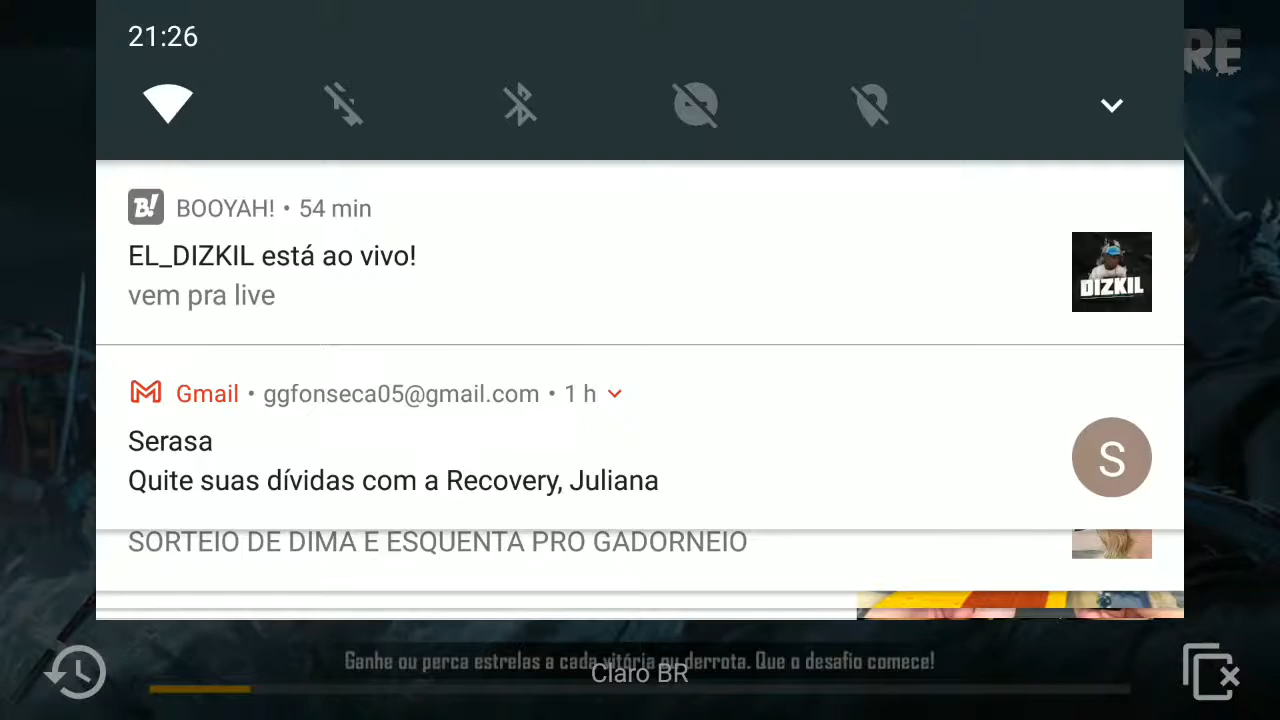 21:26
RE
B! BOOYAH! • 54 min
EL_DIZKIL está ao vivo!
vem pra live
DIZKIL
Gmail • ggfonseca05@gmail.com • 1 h
Serasa
S
Quite suas dívidas com a Recovery, Juliana
SORTEIO DE DIMA E ESQUENTA PRO GADORNEIO
Ganhe ou perca estrelas a cada vitória ou derrota. Que o desafio comece!
Claro BR